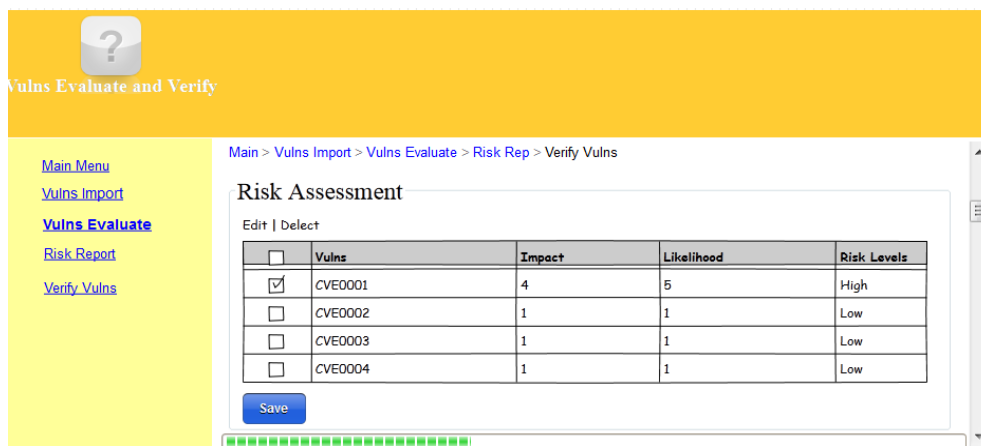 ?
Vulns Evaluate and Verify
Main Menu
Vulns Import
Vulns Evaluate
Risk Report
Verify Vulns
Main > Vulns Import > Vulns Evaluate > Risk Rep > Verify Vulns
Risk Assessment
Edit | Delect
Vulns Impact Likelihood Risk Levels
CVE0001 4 5 High
CVE0002 1 1 Low
CVE0003 1 1 Low
CVE0004 1 1 Low
Save